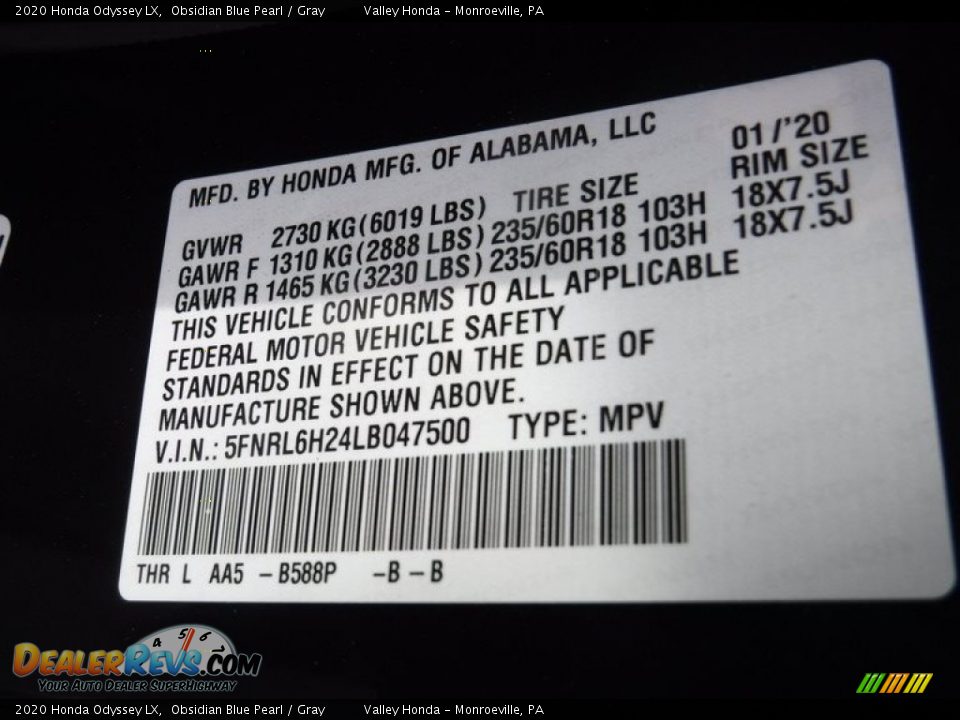 2020 Honda Odyssey LX, Obsidian Blue Pearl / Gray Valley Honda - Monroeville, PA
MFD. BY HONDA MFG. OF ALABAMA, LLC 01/'20
GVWR 2730 KG(6019 LBS) TIRE SIZE RIM SIZE
GAWR F 1310 KG(2888 LBS) 235/60R18 103H 18X7.5J
GAWR R 1465 KG(3230 LBS) 235/60R18 103H 18X7.5J
THIS VEHICLE CONFORMS TO ALL APPLICABLE
FEDERAL MOTOR VEHICLE SAFETY
STANDARDS IN EFFECT ON THE DATE OF
MANUFACTURE SHOWN ABOVE.
V.I.N.: 5FNRL6H24LB047500 TYPE: MPV
THR L AA5 - B588P - B - B
4 5 6
DEALERREVS.COM
YOUR AUTO DEALER SUPERHIGHWAY
2020 Honda Odyssey LX, Obsidian Blue Pearl / Gray Valley Honda - Monroeville, PA